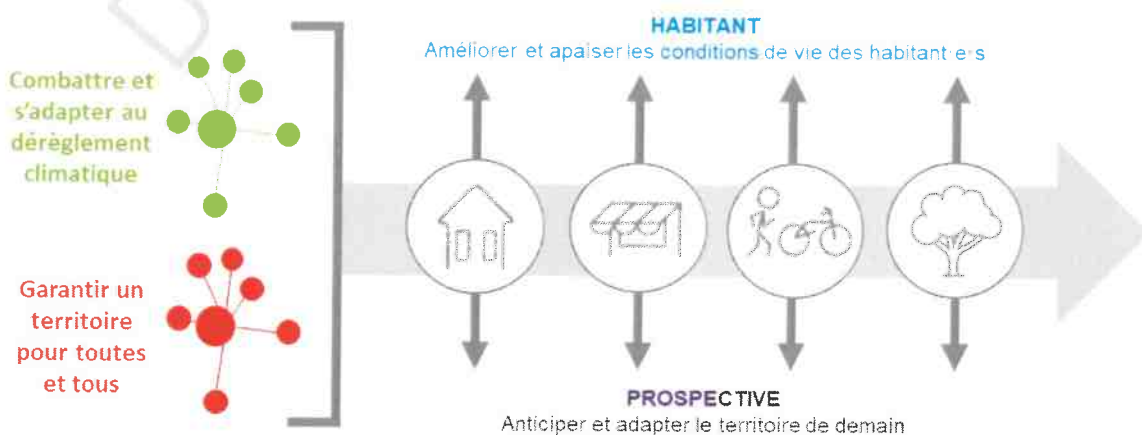 Combattre et
s'adapter au
dérèglement
climatique
Garantir un
territoire
pour toutes
et tous
HABITANT
Améliorer et apaiser les conditions de vie des habitant·e·s
PROSPECTIVE
Anticiper et adapter le territoire de demain